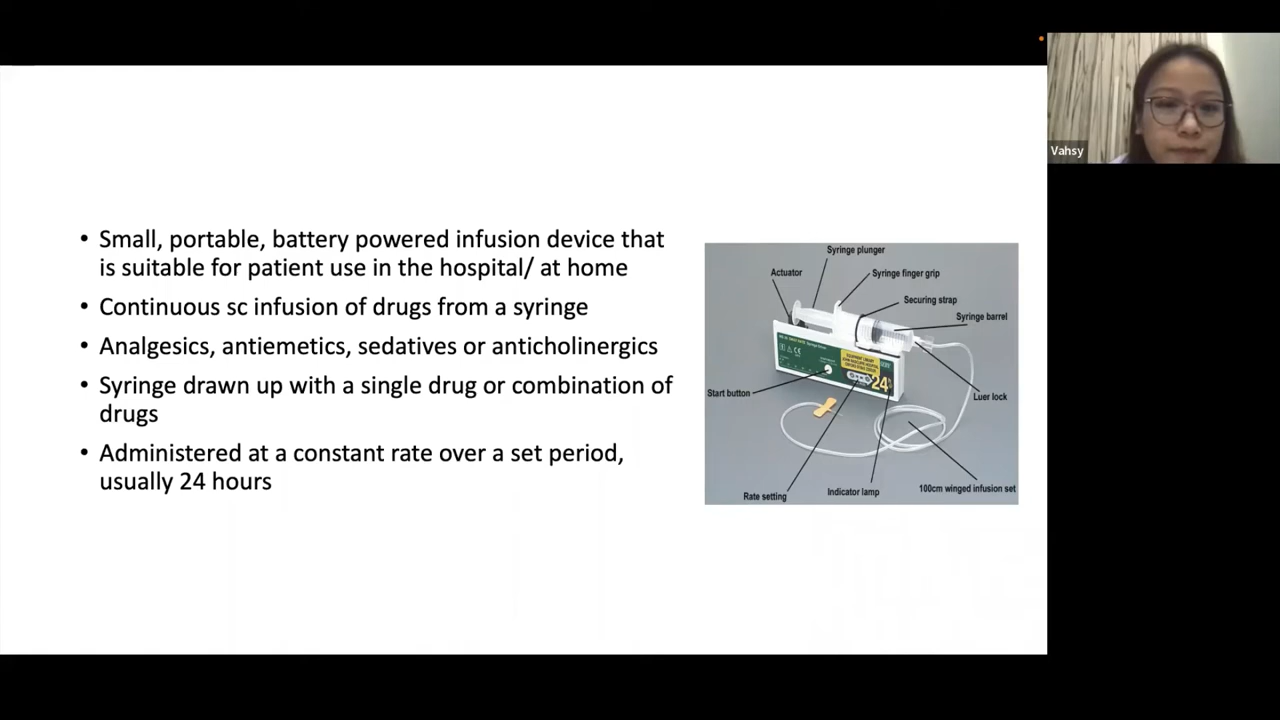 Vahsy
• Small, portable, battery powered infusion device that
is suitable for patient use in the hospital/ at home
• Continuous sc infusion of drugs from a syringe
• Analgesics, antiemetics, sedatives or anticholinergics
• Syringe drawn up with a single drug or combination of
drugs
• Administered at a constant rate over a set period,
usually 24 hours
Syringe plunger
Actuator
Syringe finger grip
Securing strap
Syringe barrel
24
Start button
Luer lock
Rate setting
Indicator lamp
100cm winged infusion set